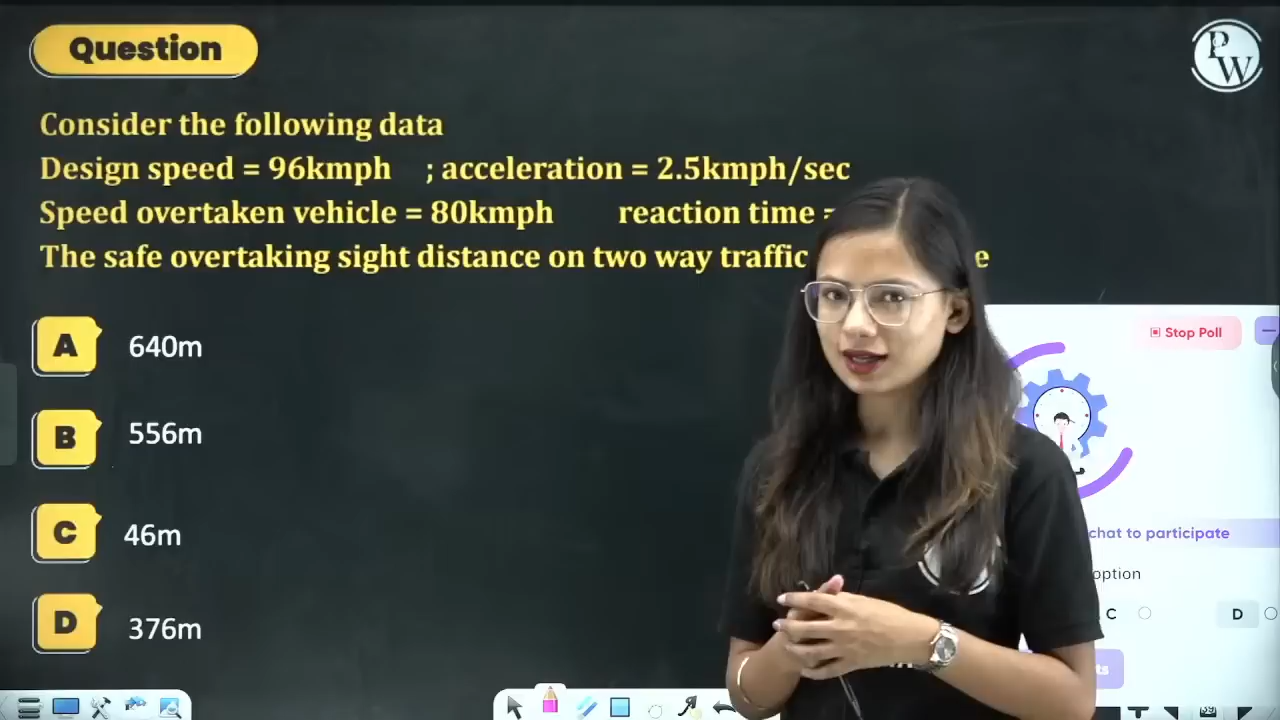 Question
PW
Consider the following data
Design speed = 96kmph ; acceleration = 2.5kmph/sec
Speed overtaken vehicle = 80kmph reaction time =
The safe overtaking sight distance on two way traffic
A 640m
B 556m
C 46m
D 376m
Stop Poll
chat to participate
option
C D